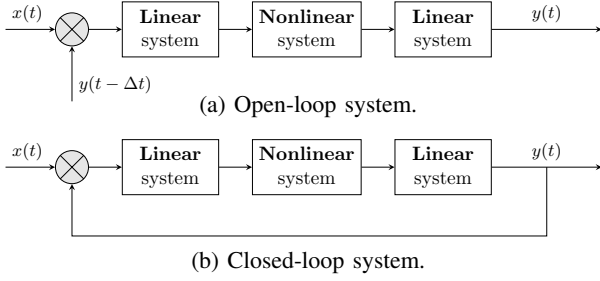 x(t) Linear system Nonlinear system Linear system y(t)
y(t − Δt)
(a) Open-loop system.
x(t) Linear system Nonlinear system Linear system y(t)
(b) Closed-loop system.